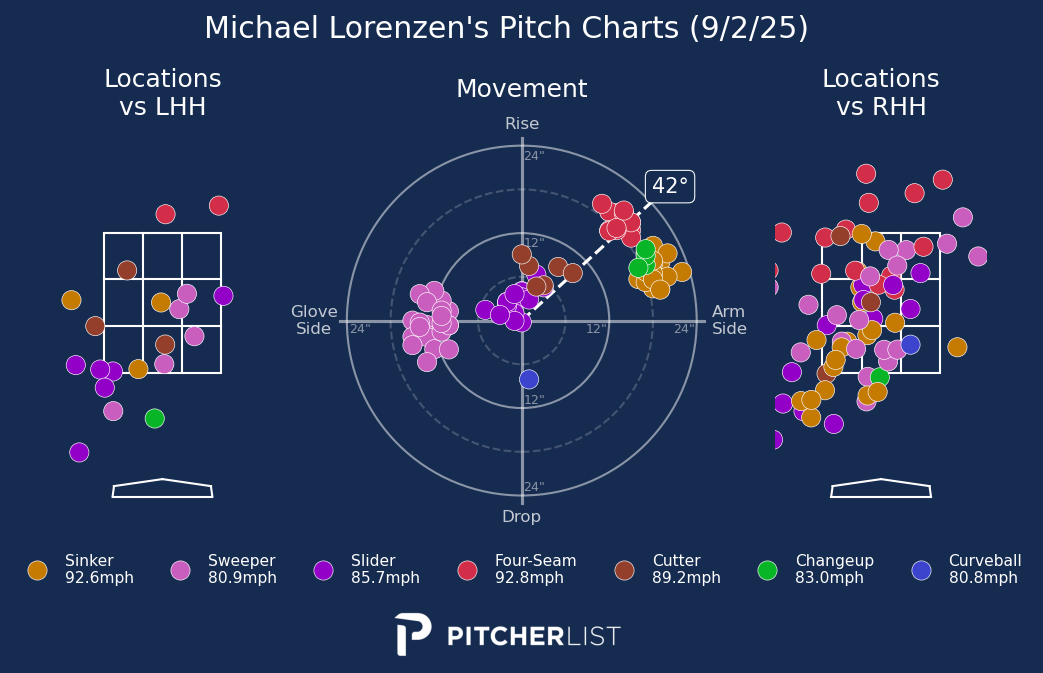 Michael Lorenzen's Pitch Charts (9/2/25)
Locations
vs LHH
Movement
Locations
vs RHH
Rise
24"
42°
12"
Glove
Side
24"
12"
24"
Arm
Side
12"
24"
Drop
Sinker
92.6mph
Sweeper
80.9mph
Slider
85.7mph
Four-Seam
92.8mph
Cutter
89.2mph
Changeup
83.0mph
Curveball
80.8mph
PITCHERLIST